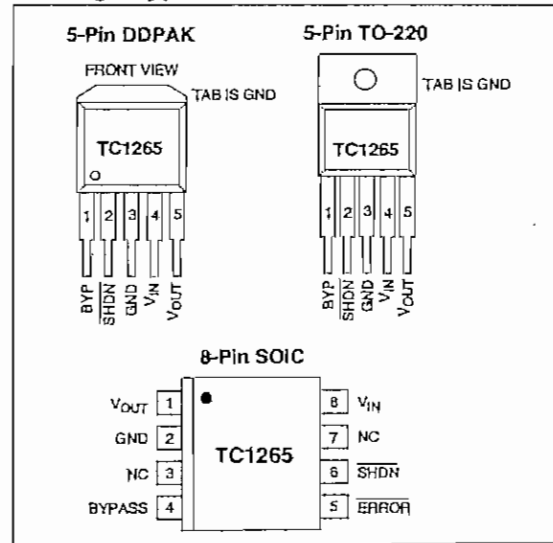 5-Pin DDPAK
FRONT VIEW
TAB IS GND
TC1265
1 2 3 4 5
BYP
SHDN
GND
VIN
VOUT
5-Pin TO-220
TAB IS GND
TC1265
1 2 3 4 5
BYP
SHDN
GND
VIN
VOUT
8-Pin SOIC
VOUT 1
GND 2
NC 3
BYPASS 4
TC1265
8 VIN
7 NC
6 SHDN
5 ERROR